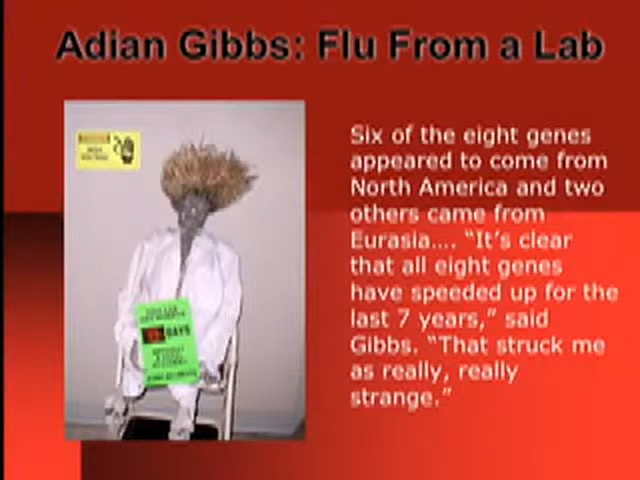 Adian Gibbs: Flu From a Lab
Six of the eight genes
appeared to come from
North America and two
others came from
Eurasia.... “It’s clear
that all eight genes
have speeded up for the
last 7 years,” said
Gibbs. “That struck me
as really, really
strange.”
DAYS